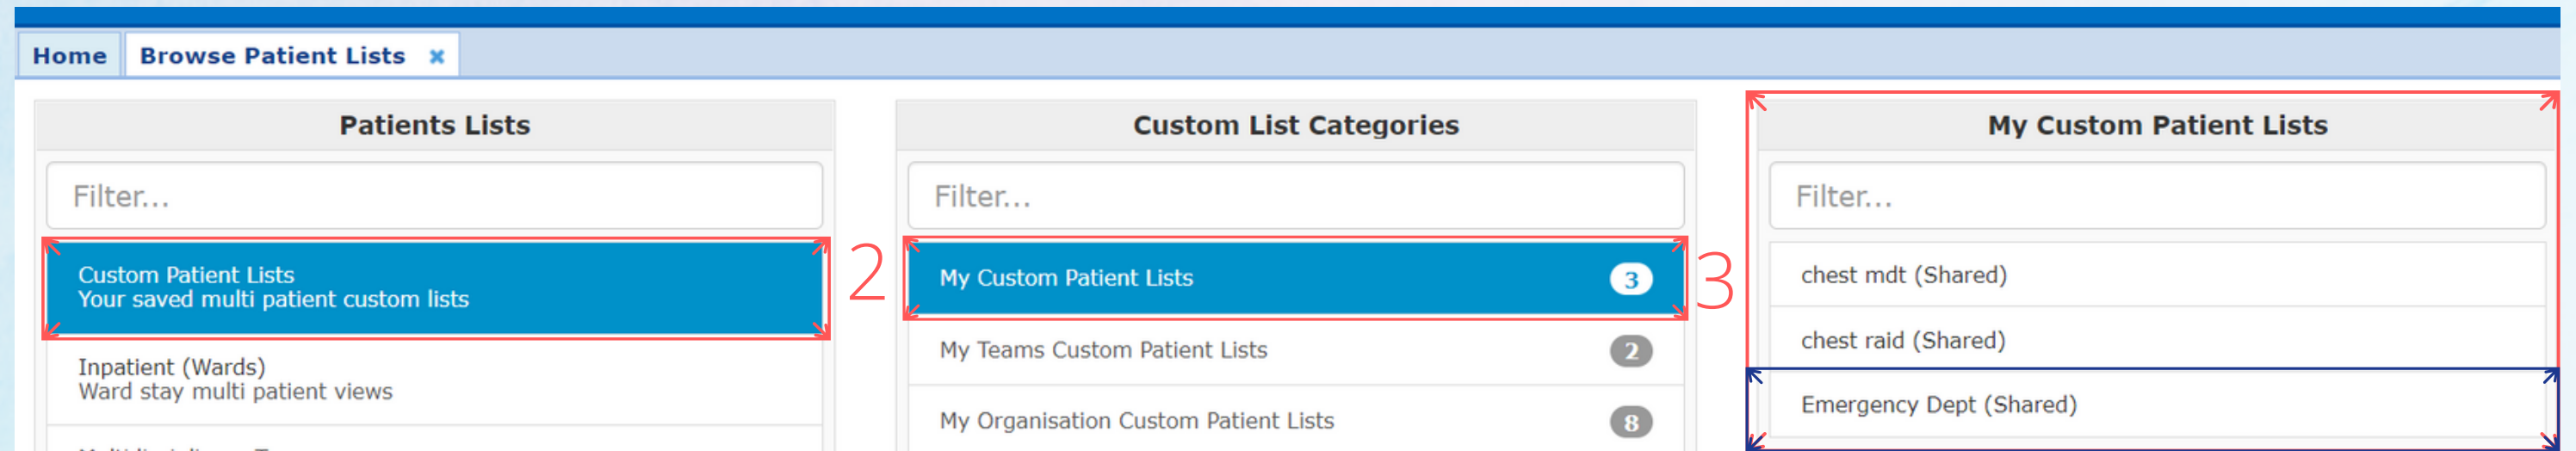 Home
Browse Patient Lists
Patients Lists
Filter...
Custom Patient Lists
Your saved multi patient custom lists
Inpatient (Wards)
Ward stay multi patient views
2
Custom List Categories
Filter...
My Custom Patient Lists 3
My Teams Custom Patient Lists 2
My Organisation Custom Patient Lists 8
3
My Custom Patient Lists
Filter...
chest mdt (Shared)
chest raid (Shared)
Emergency Dept (Shared)